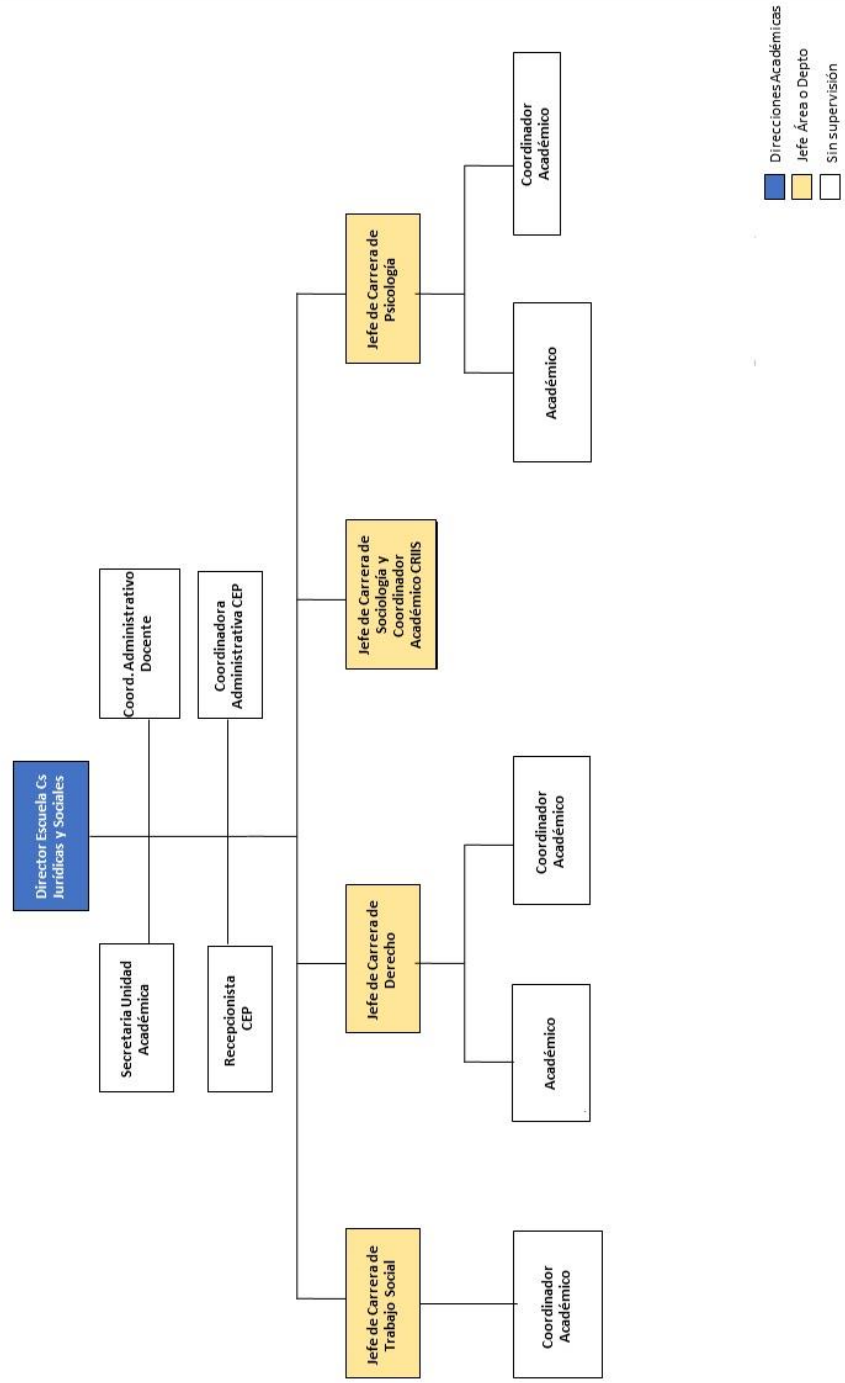 Director Escuela Cs
Jurídicas y Sociales
Secretaria Unidad
Académica
Coord. Administrativo
Docente
Recepcionista
CEP
Coordinadora
Administrativa CEP
Jefe de Carrera de
Trabajo Social
Jefe de Carrera de
Derecho
Jefe de Carrera de
Sociología y
Coordinador
Académico CRIIS
Jefe de Carrera de
Psicología
Coordinador
Académico
Académico
Coordinador
Académico
Académico
Coordinador
Académico
Direcciones Académicas
Jefe Área o Depto
Sin supervisión